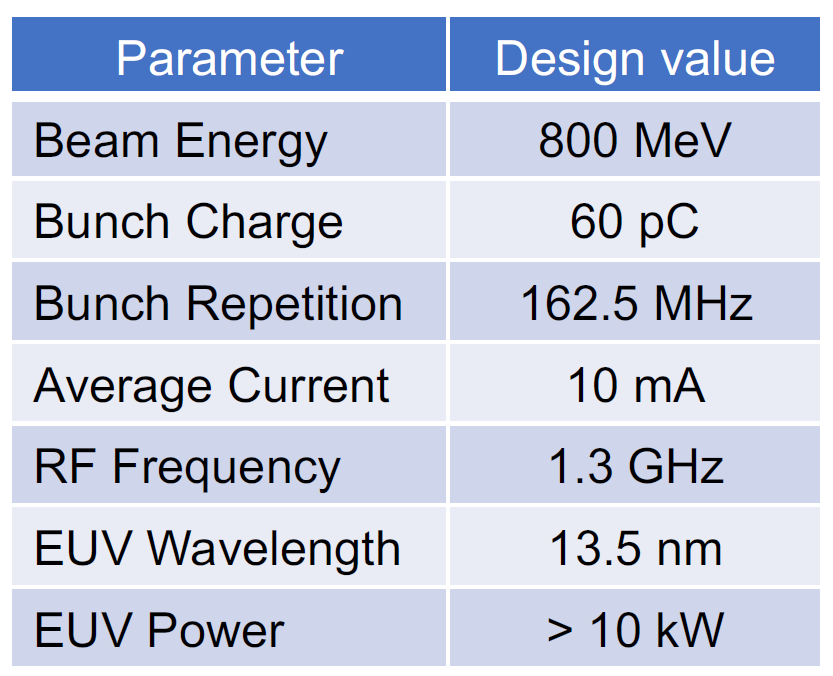 Parameter Design value
Beam Energy 800 MeV
Bunch Charge 60 pC
Bunch Repetition 162.5 MHz
Average Current 10 mA
RF Frequency 1.3 GHz
EUV Wavelength 13.5 nm
EUV Power > 10 kW